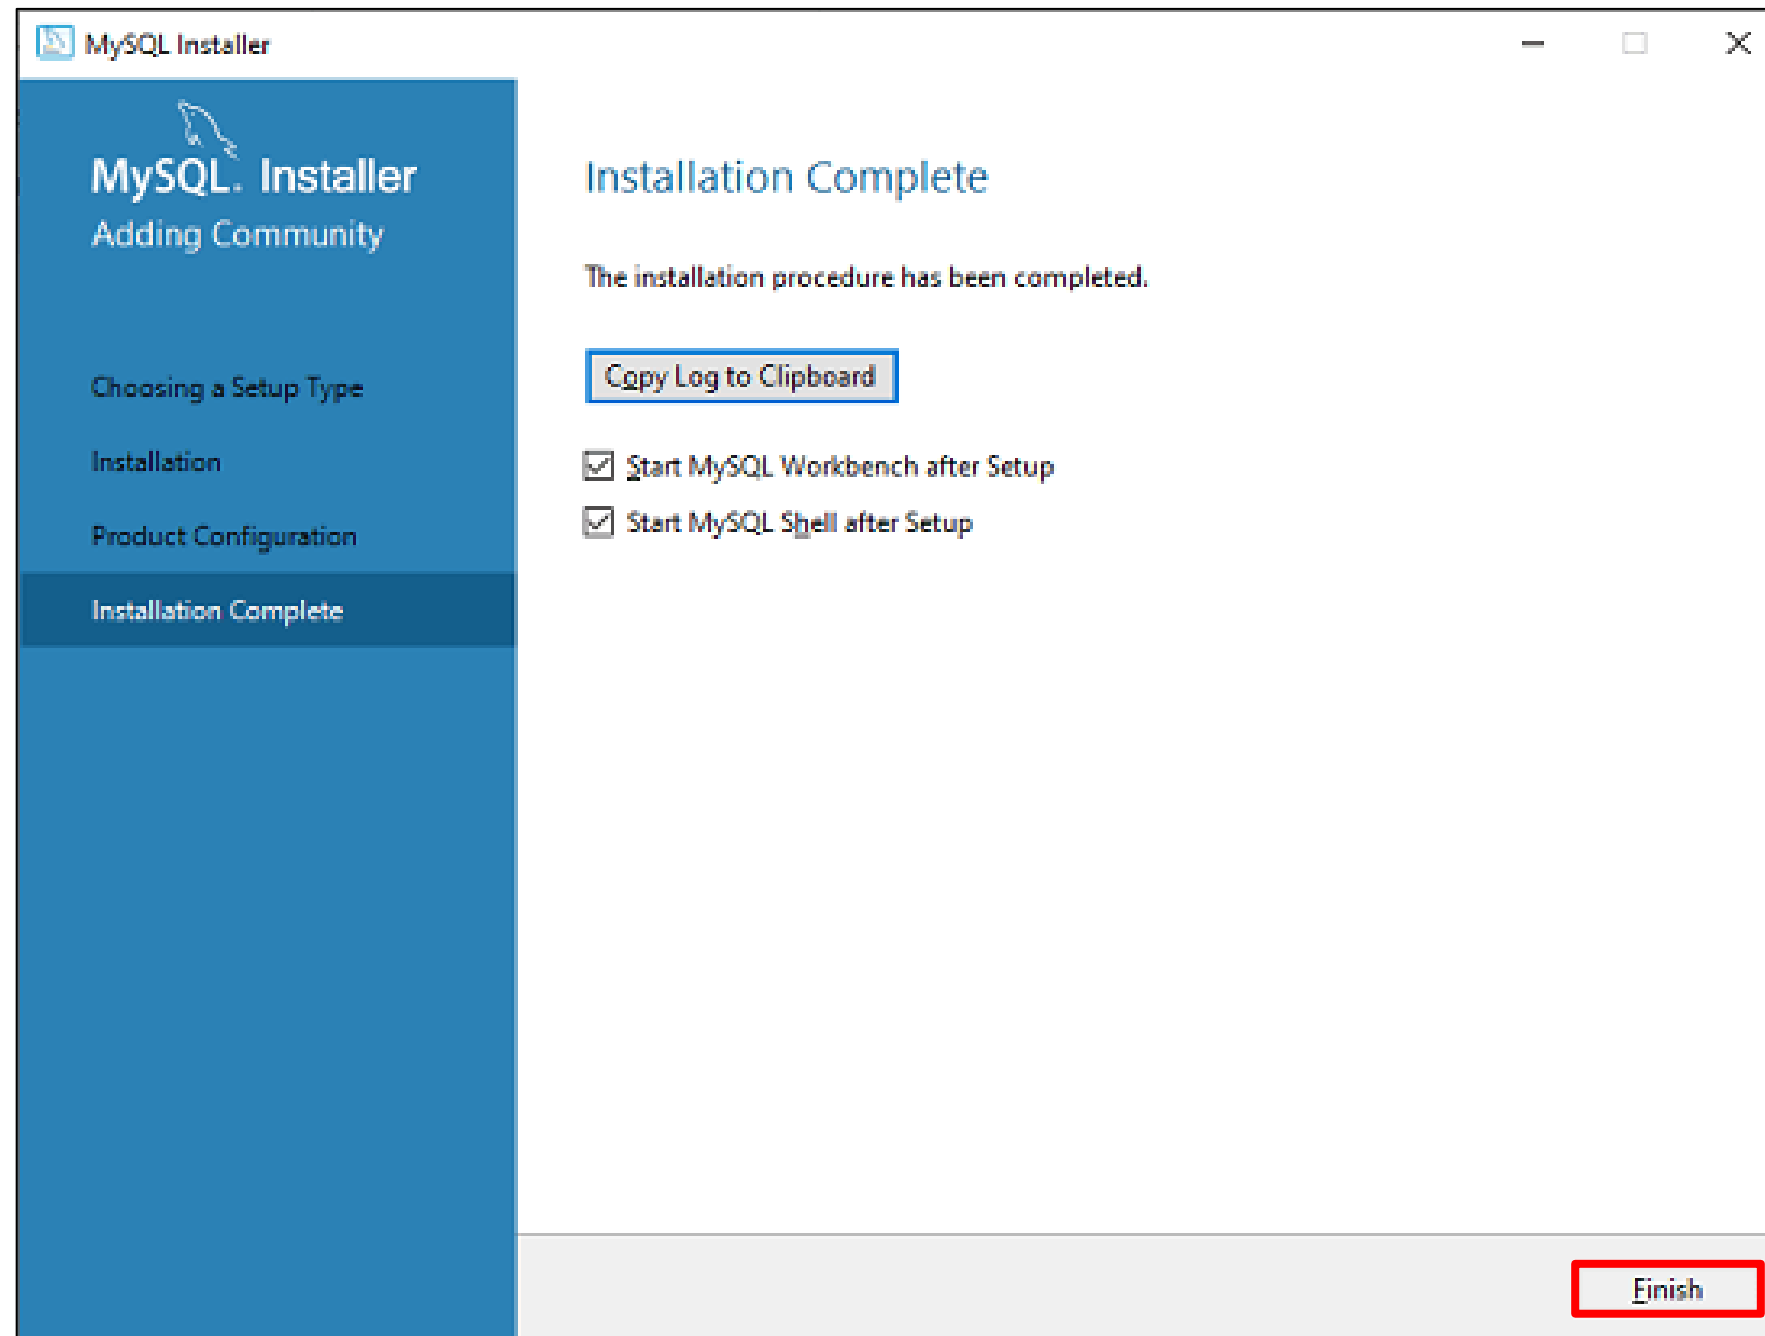 MySQL Installer
MySQL. Installer
Adding Community
Choosing a Setup Type
Installation
Product Configuration
Installation Complete
Installation Complete
The installation procedure has been completed.
Copy Log to Clipboard
Start MySQL Workbench after Setup
Start MySQL Shell after Setup
Finish